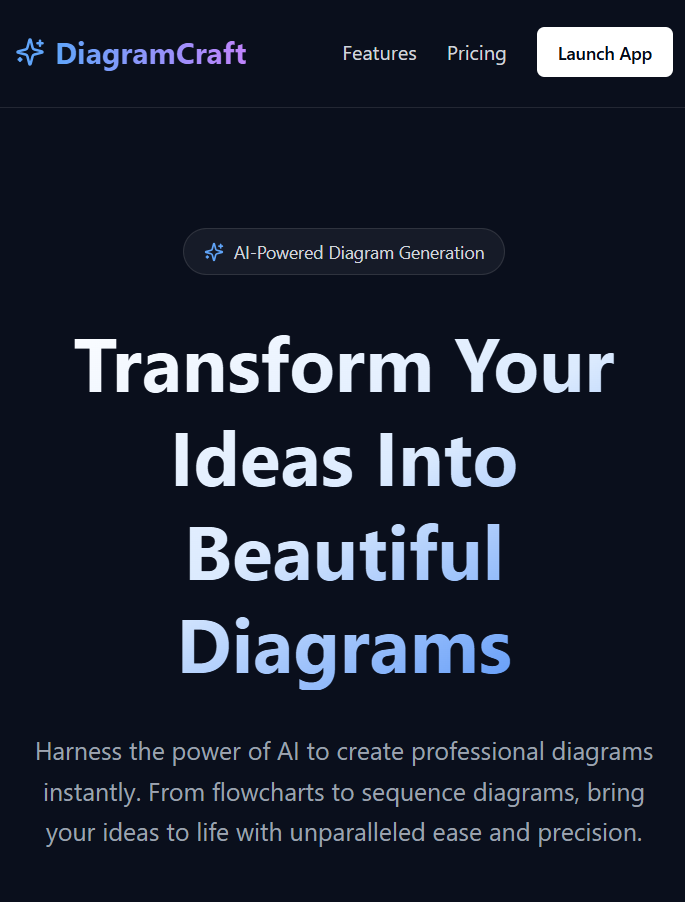 DiagramCraft
Features
Pricing
Launch App
AI-Powered Diagram Generation
Transform Your
Ideas Into
Beautiful
Diagrams
Harness the power of AI to create professional diagrams
instantly. From flowcharts to sequence diagrams, bring
your ideas to life with unparalleled ease and precision.